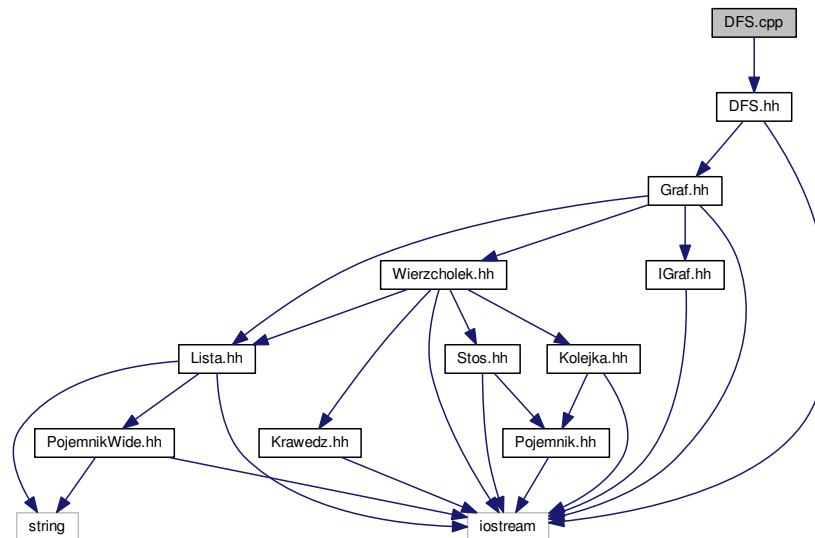 DFS.cpp
DFS.hh
Graf.hh
Wierzcholek.hh
IGraf.hh
Lista.hh
Stos.hh
Kolejka.hh
PojemnikWide.hh
Krawedz.hh
Pojemnik.hh
string
iostream